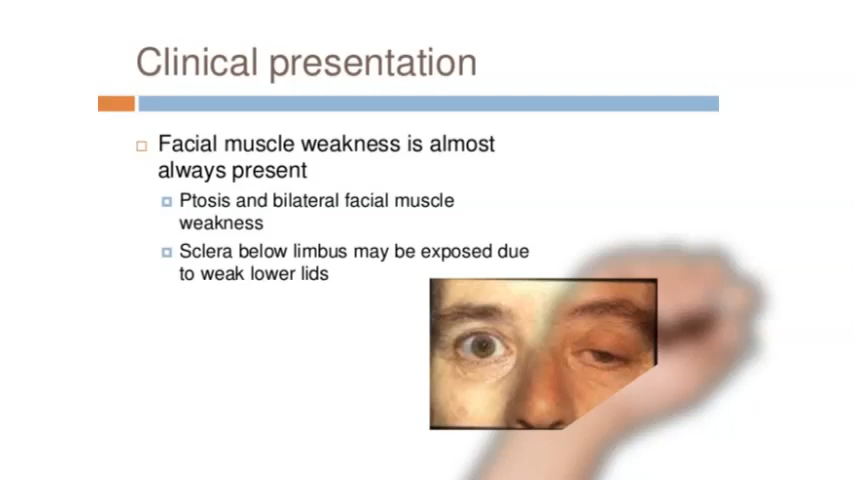 Clinical presentation
Facial muscle weakness is almost
always present
Ptosis and bilateral facial muscle
weakness
Sclera below limbus may be exposed due
to weak lower lids